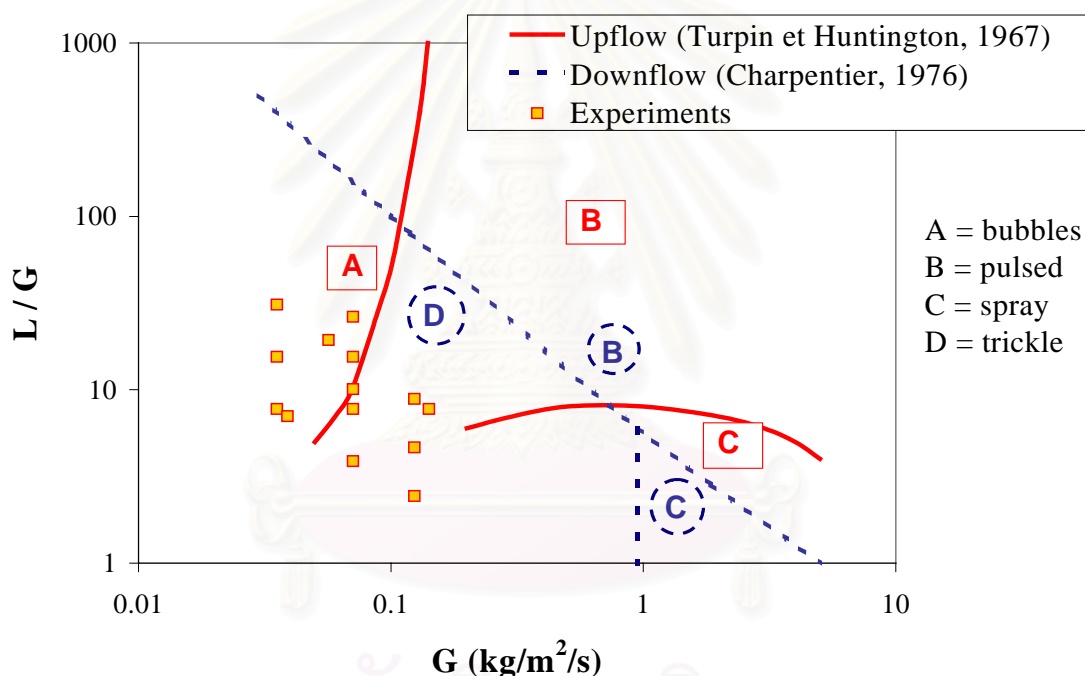 Upflow (Turpin et Huntington, 1967)
Downflow (Charpentier, 1976)
Experiments
1000
100
10
1
L / G
A
B
D
B
C
C
A = bubbles
B = pulsed
C = spray
D = trickle
0.01
0.1
1
10
G (kg/m²/s)